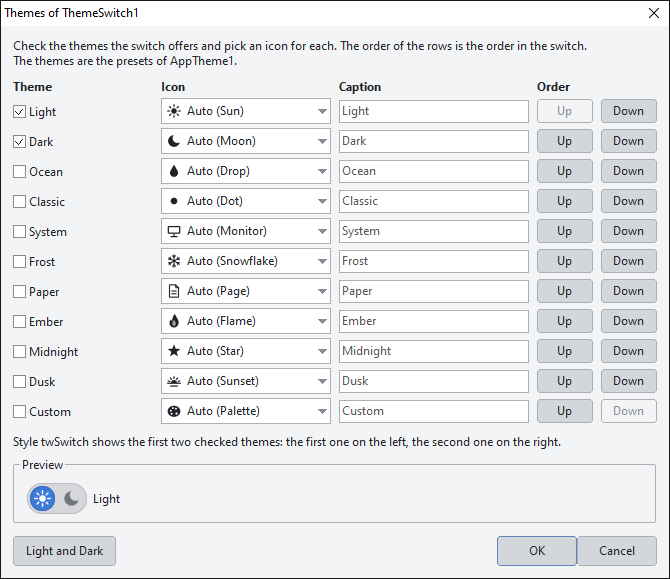 Themes of ThemeSwitch1
Check the themes the switch offers and pick an icon for each. The order of the rows is the order in the switch.
The themes are the presets of AppTheme1.
Theme Icon Caption Order
Light Auto (Sun) Light Up Down
Dark Auto (Moon) Dark Up Down
Ocean Auto (Drop) Ocean Up Down
Classic Auto (Dot) Classic Up Down
System Auto (Monitor) System Up Down
Frost Auto (Snowflake) Frost Up Down
Paper Auto (Page) Paper Up Down
Ember Auto (Flame) Ember Up Down
Midnight Auto (Star) Midnight Up Down
Dusk Auto (Sunset) Dusk Up Down
Custom Auto (Palette) Custom Up Down
Style twSwitch shows the first two checked themes: the first one on the left, the second one on the right.
Preview
Light
Light and Dark OK Cancel